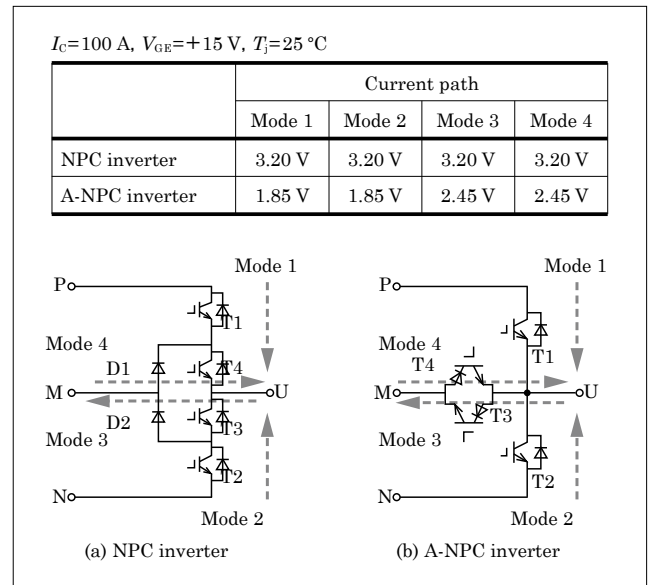 I_C=100 A, V_GE=+15 V, T_j=25 °C
Current path
Mode 1 Mode 2 Mode 3 Mode 4
NPC inverter 3.20 V 3.20 V 3.20 V 3.20 V
A-NPC inverter 1.85 V 1.85 V 2.45 V 2.45 V
Mode 1
P
T1
Mode 4
D1
T4
M
U
D2
T3
Mode 3
T2
N
Mode 2
(a) NPC inverter
Mode 1
P
T1
Mode 4
T4
M
U
T3
Mode 3
T2
N
Mode 2
(b) A-NPC inverter